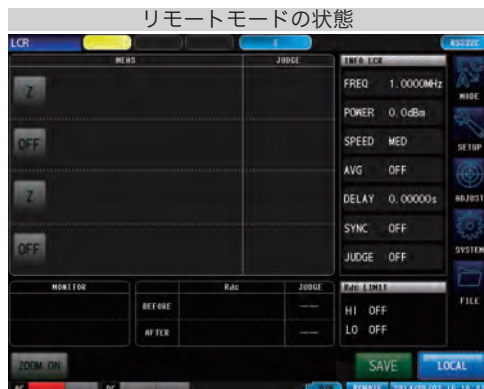 リモートモードの状態
LCR
RS232C
MEAS JUDGE
INFO LCR
Z
OFF
Z
OFF
FREQ 1.0000MHz
POWER 0.0dBm
SPEED MED
AVG OFF
DELAY 0.00000s
SYNC OFF
JUDGE OFF
MODE
SETUP
ADJUST
SYSTEM
FILE
MONITOR Rdc JUDGE
BEFORE ----
AFTER ----
Rdc LIMIT
HI OFF
LO OFF
ZOOM ON
SAVE
LOCAL
AC DC
REMOTE